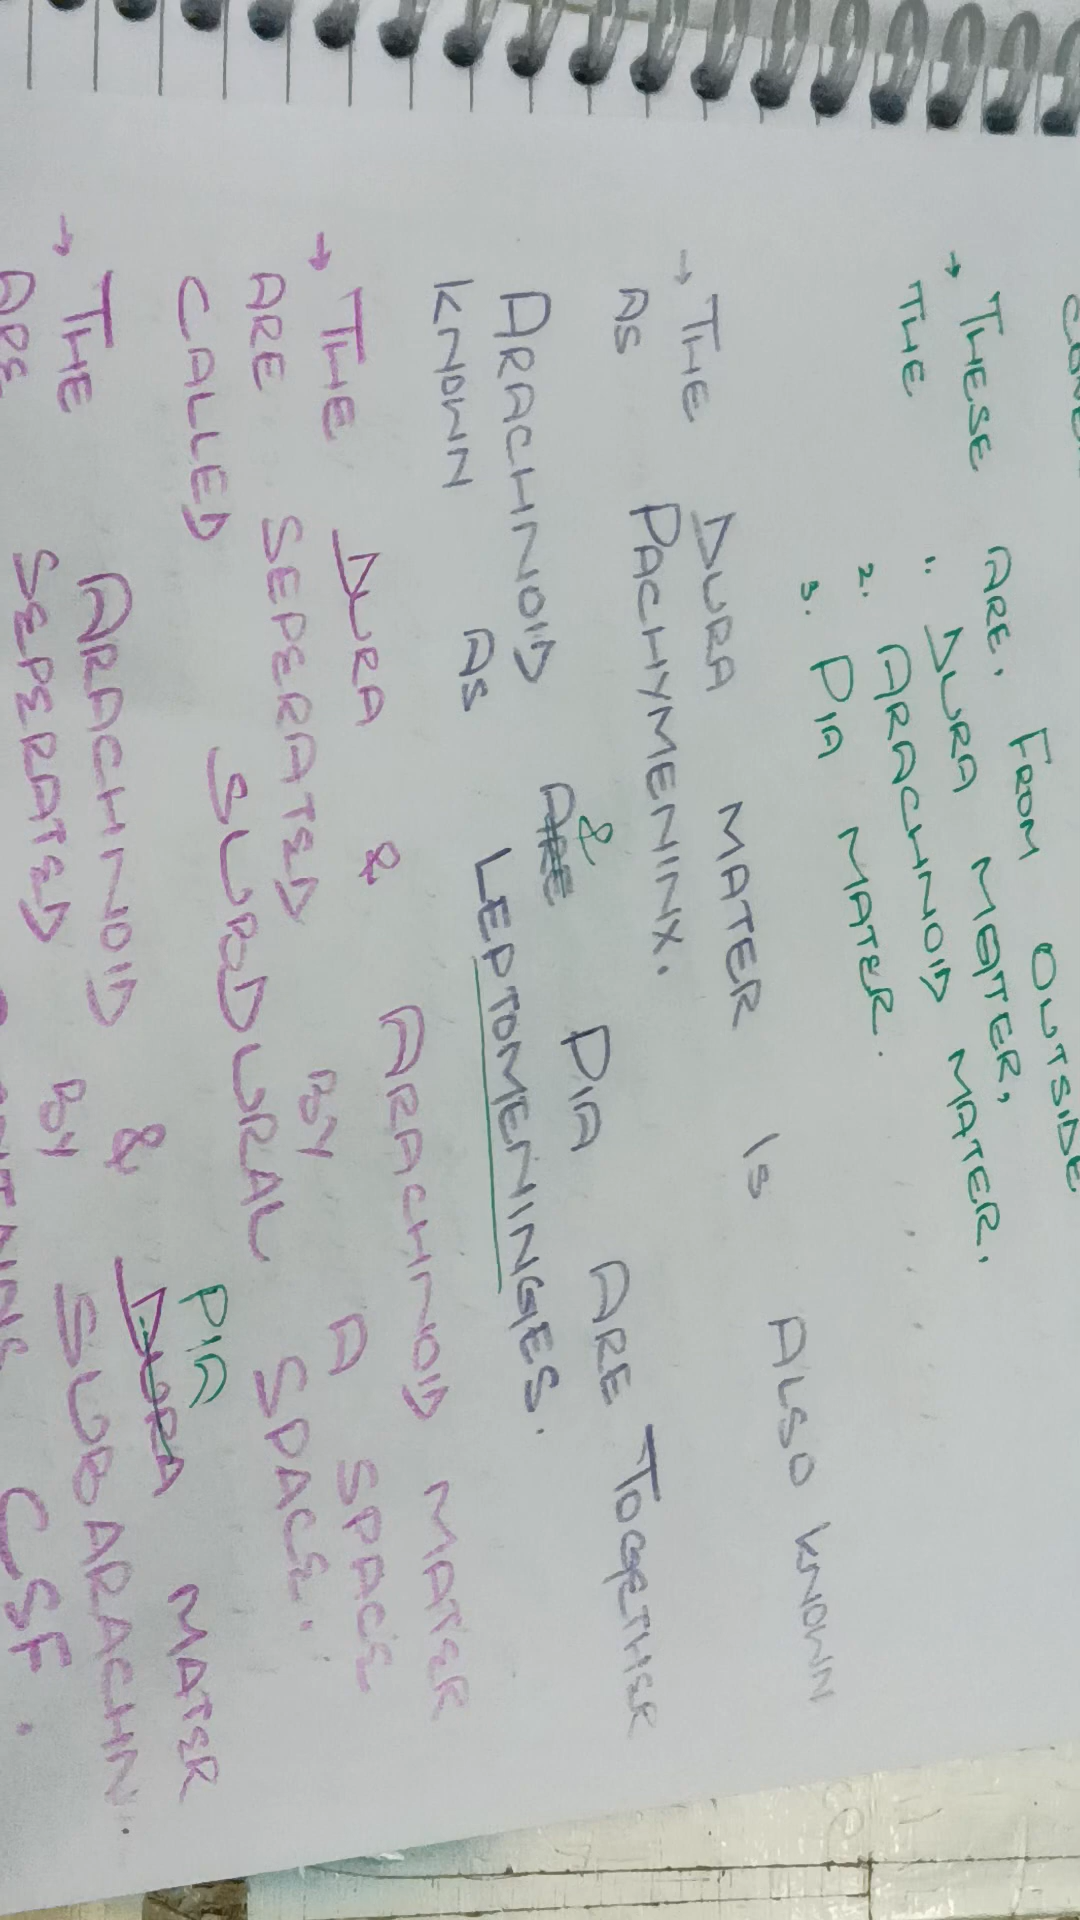 → THESE ARE, FROM OUTSIDE
THE 1. DURA MATER,
2. ARACHNOID MATER,
3. PIA MATER.
→ THE DURA MATER IS ALSO KNOWN
AS PACHYMENINX.
ARACHNOID & PIA ARE TOGETHER
KNOWN AS LEPTOMENINGES.
→ THE DURA & ARACHNOID MATER
ARE SEPERATED BY A SPACE
CALLED SUBDURAL SPACE.
→ THE ARACHNOID & PIA MATER
ARE SEPERATED BY SUBARACHN.
CSF.